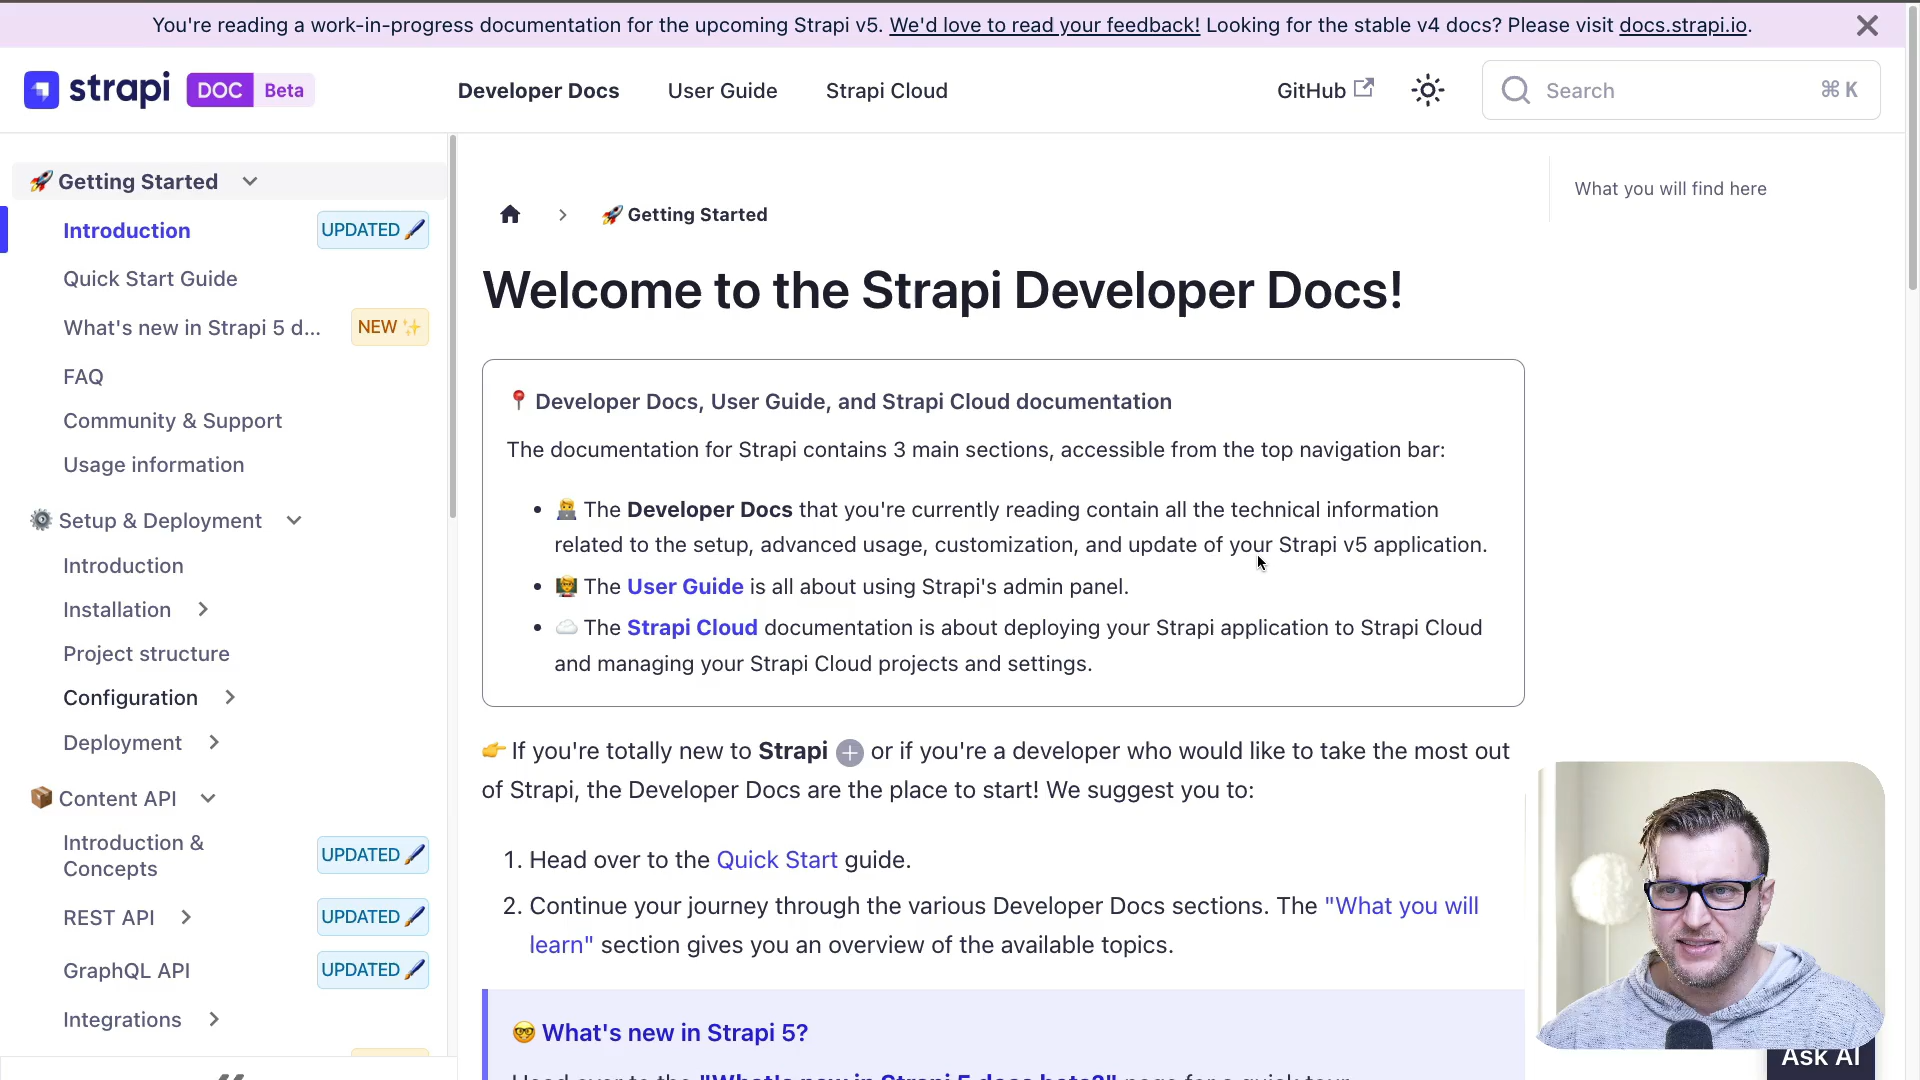 You're reading a work-in-progress documentation for the upcoming Strapi v5. We'd love to read your feedback! Looking for the stable v4 docs? Please visit docs.strapi.io.
strapi DOC Beta
Developer Docs
User Guide
Strapi Cloud
GitHub
Search
⌘ K
🚀 Getting Started
Introduction
UPDATED 🖌️
Quick Start Guide
What's new in Strapi 5 d...
NEW ✨
FAQ
Community & Support
Usage information
⚙️ Setup & Deployment
Introduction
Installation
Project structure
Configuration
Deployment
📦 Content API
Introduction &
Concepts
UPDATED 🖌️
REST API
UPDATED 🖌️
GraphQL API
UPDATED 🖌️
Integrations
🚀 Getting Started
Welcome to the Strapi Developer Docs!
📍 Developer Docs, User Guide, and Strapi Cloud documentation
The documentation for Strapi contains 3 main sections, accessible from the top navigation bar:
• 🧑‍💻 The Developer Docs that you're currently reading contain all the technical information
related to the setup, advanced usage, customization, and update of your Strapi v5 application.
• 🧑‍🏫 The User Guide is all about using Strapi's admin panel.
• ☁️ The Strapi Cloud documentation is about deploying your Strapi application to Strapi Cloud
and managing your Strapi Cloud projects and settings.
👉 If you're totally new to Strapi + or if you're a developer who would like to take the most out
of Strapi, the Developer Docs are the place to start! We suggest you to:
1. Head over to the Quick Start guide.
2. Continue your journey through the various Developer Docs sections. The "What you will
learn" section gives you an overview of the available topics.
🤓 What's new in Strapi 5?
Head over to the "What's new in Strapi 5 docs beta?" page for a quick tour
What you will find here
Ask AI